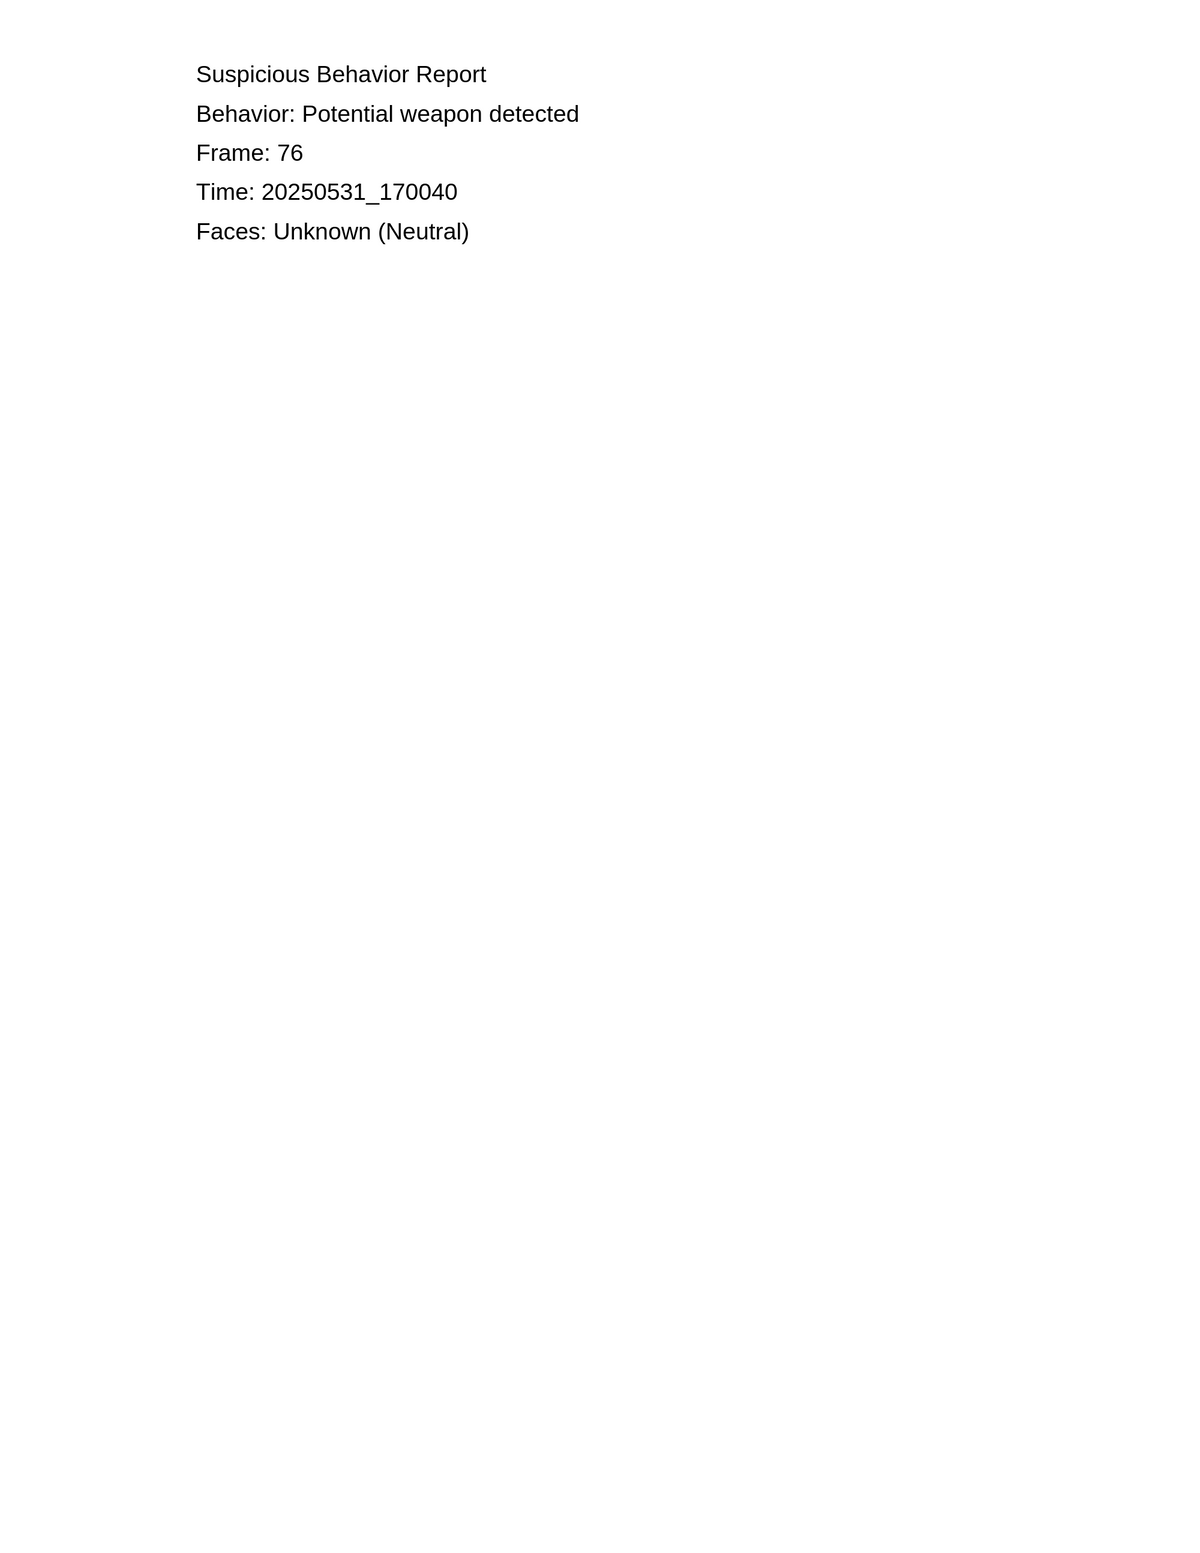 Suspicious Behavior Report
Behavior: Potential weapon detected
Frame: 76
Time: 20250531_170040
Faces: Unknown (Neutral)